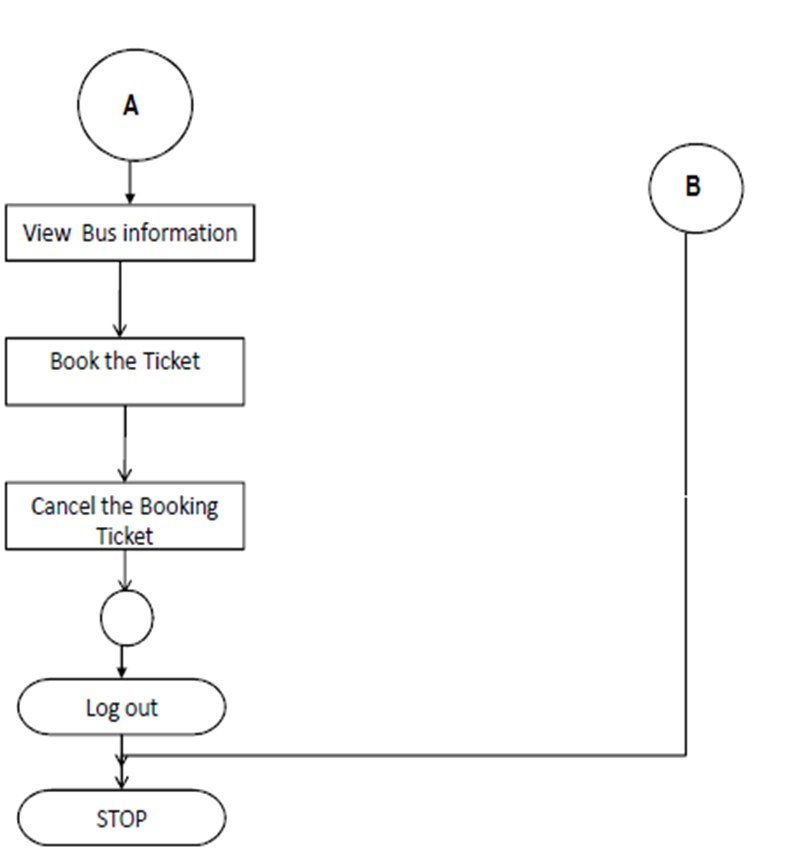 A
B
View Bus information
Book the Ticket
Cancel the Booking
Ticket
Log out
STOP